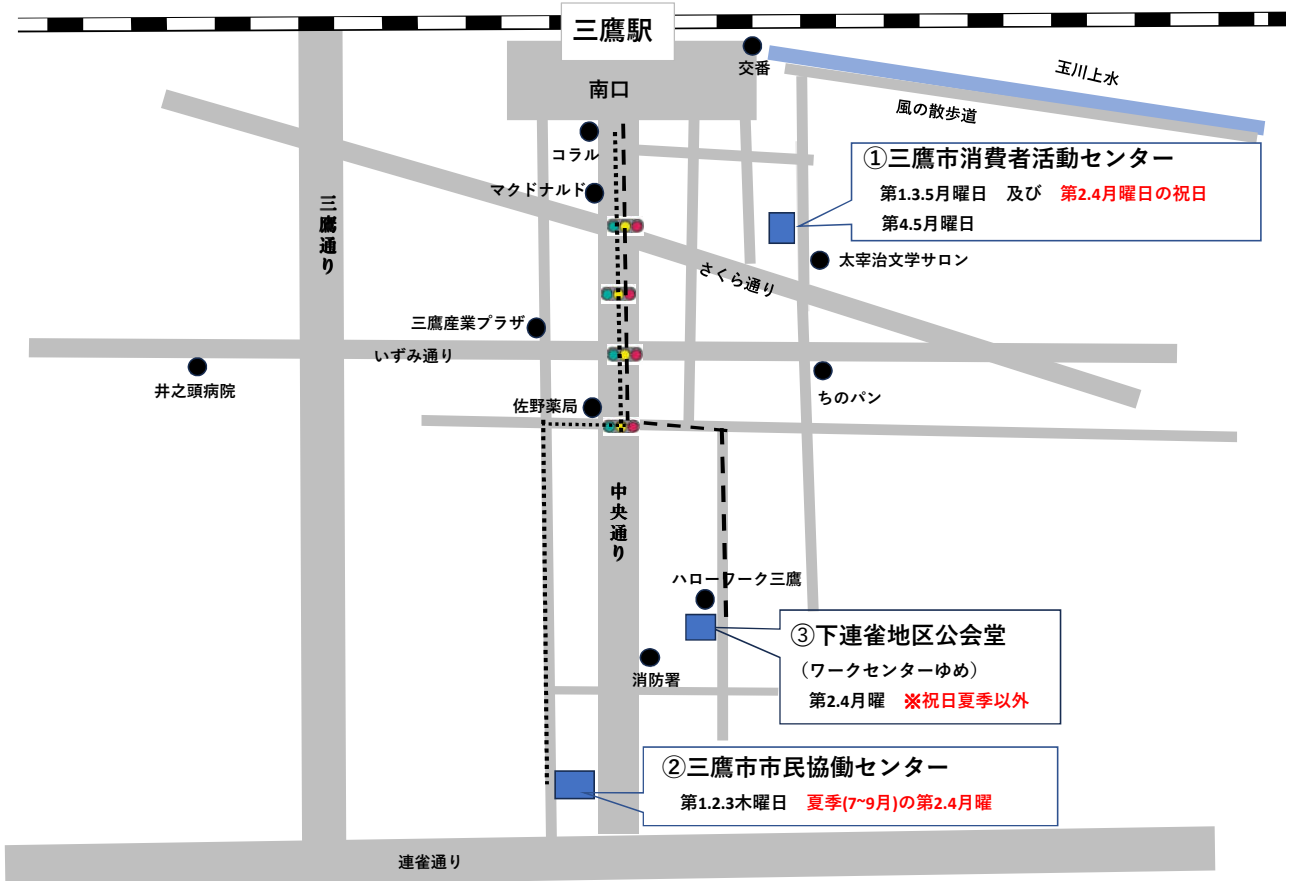 三鷹駅
南口
交番
玉川上水
風の散歩道
コラル
マクドナルド
①三鷹市消費者活動センター
第1.3.5月曜日　及び　第2.4月曜日の祝日
第4.5月曜日
三鷹通り
太宰治文学サロン
さくら通り
三鷹産業プラザ
いずみ通り
井之頭病院
ちのパン
佐野薬局
中央通り
ハローワーク三鷹
③下連雀地区公会堂
（ワークセンターゆめ）
第2.4月曜　※祝日夏季以外
消防署
②三鷹市市民協働センター
第1.2.3木曜日　夏季(7~9月)の第2.4月曜
連雀通り